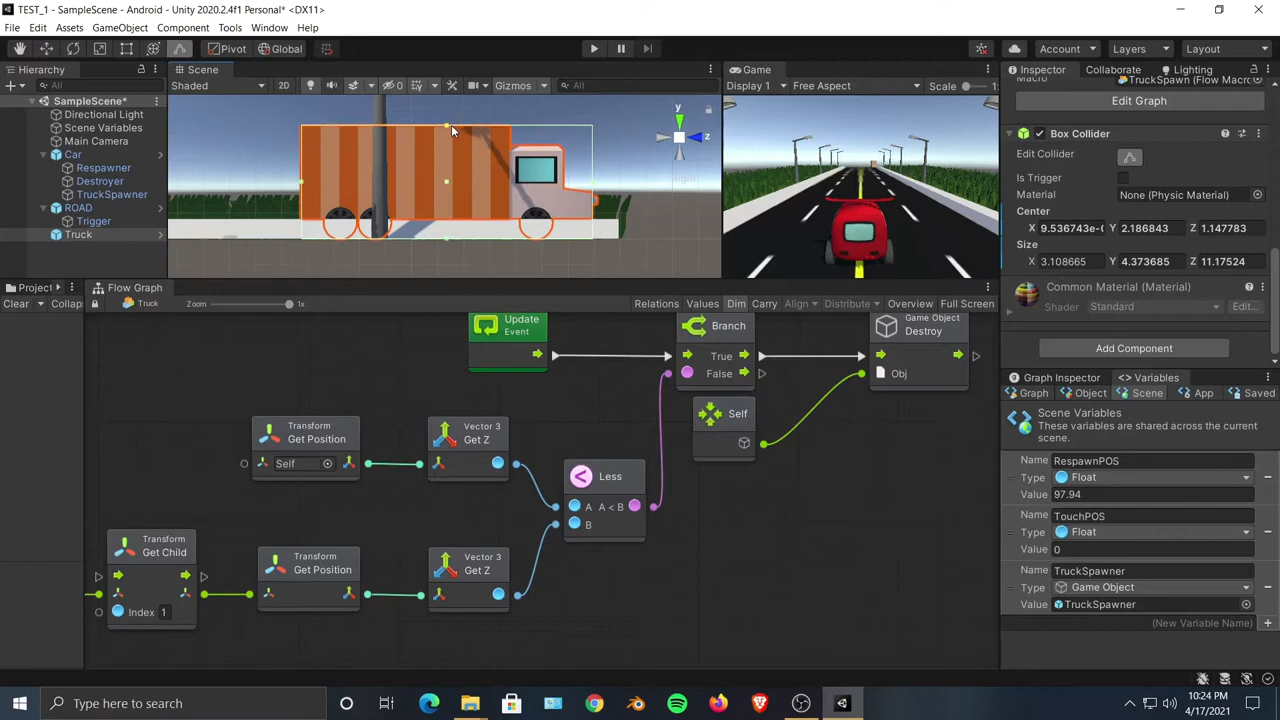 TEST_1 - SampleScene - Android - Unity 2020.2.4f1 Personal* <DX11>
File Edit Assets GameObject Component Tools Window Help
Pivot Global Account Layers Layout
Hierarchy Scene Game Inspector Collaborate Lighting
All Shaded 2D 0 Gizmos All Display 1 Free Aspect Scale 1
SampleScene*
Directional Light
Scene Variables
Main Camera
Car
Respawner
Destroyer
TruckSpawner
ROAD
Trigger
Truck
y
z
TruckSpawn (Flow Macro
Edit Graph
Box Collider
Edit Collider
Is Trigger
Material None (Physic Material)
Center
X 9.536743e-( Y 2.186843 Z 1.147783
Size
X 3.108665 Y 4.373685 Z 11.17524
Common Material (Material)
Shader Standard Edit...
Add Component
Project Flow Graph
Clear Collaps Truck Zoom 1x Relations Values Dim Carry Align Distribute Overview Full Screen
Update
Event
Branch
True
False
Game Object
Destroy
Obj
Self
Transform
Get Position
Self
Vector 3
Get Z
Less
A A < B
B
Transform
Get Child
Index 1
Transform
Get Position
Vector 3
Get Z
Graph Inspector Variables
Graph Object Scene App Saved
Scene Variables
These variables are shared across the current
scene.
Name RespawnPOS
Type Float
Value 97.94
Name TouchPOS
Type Float
Value 0
Name TruckSpawner
Type Game Object
Value TruckSpawner
(New Variable Name)
Type here to search
10:24 PM
4/17/2021